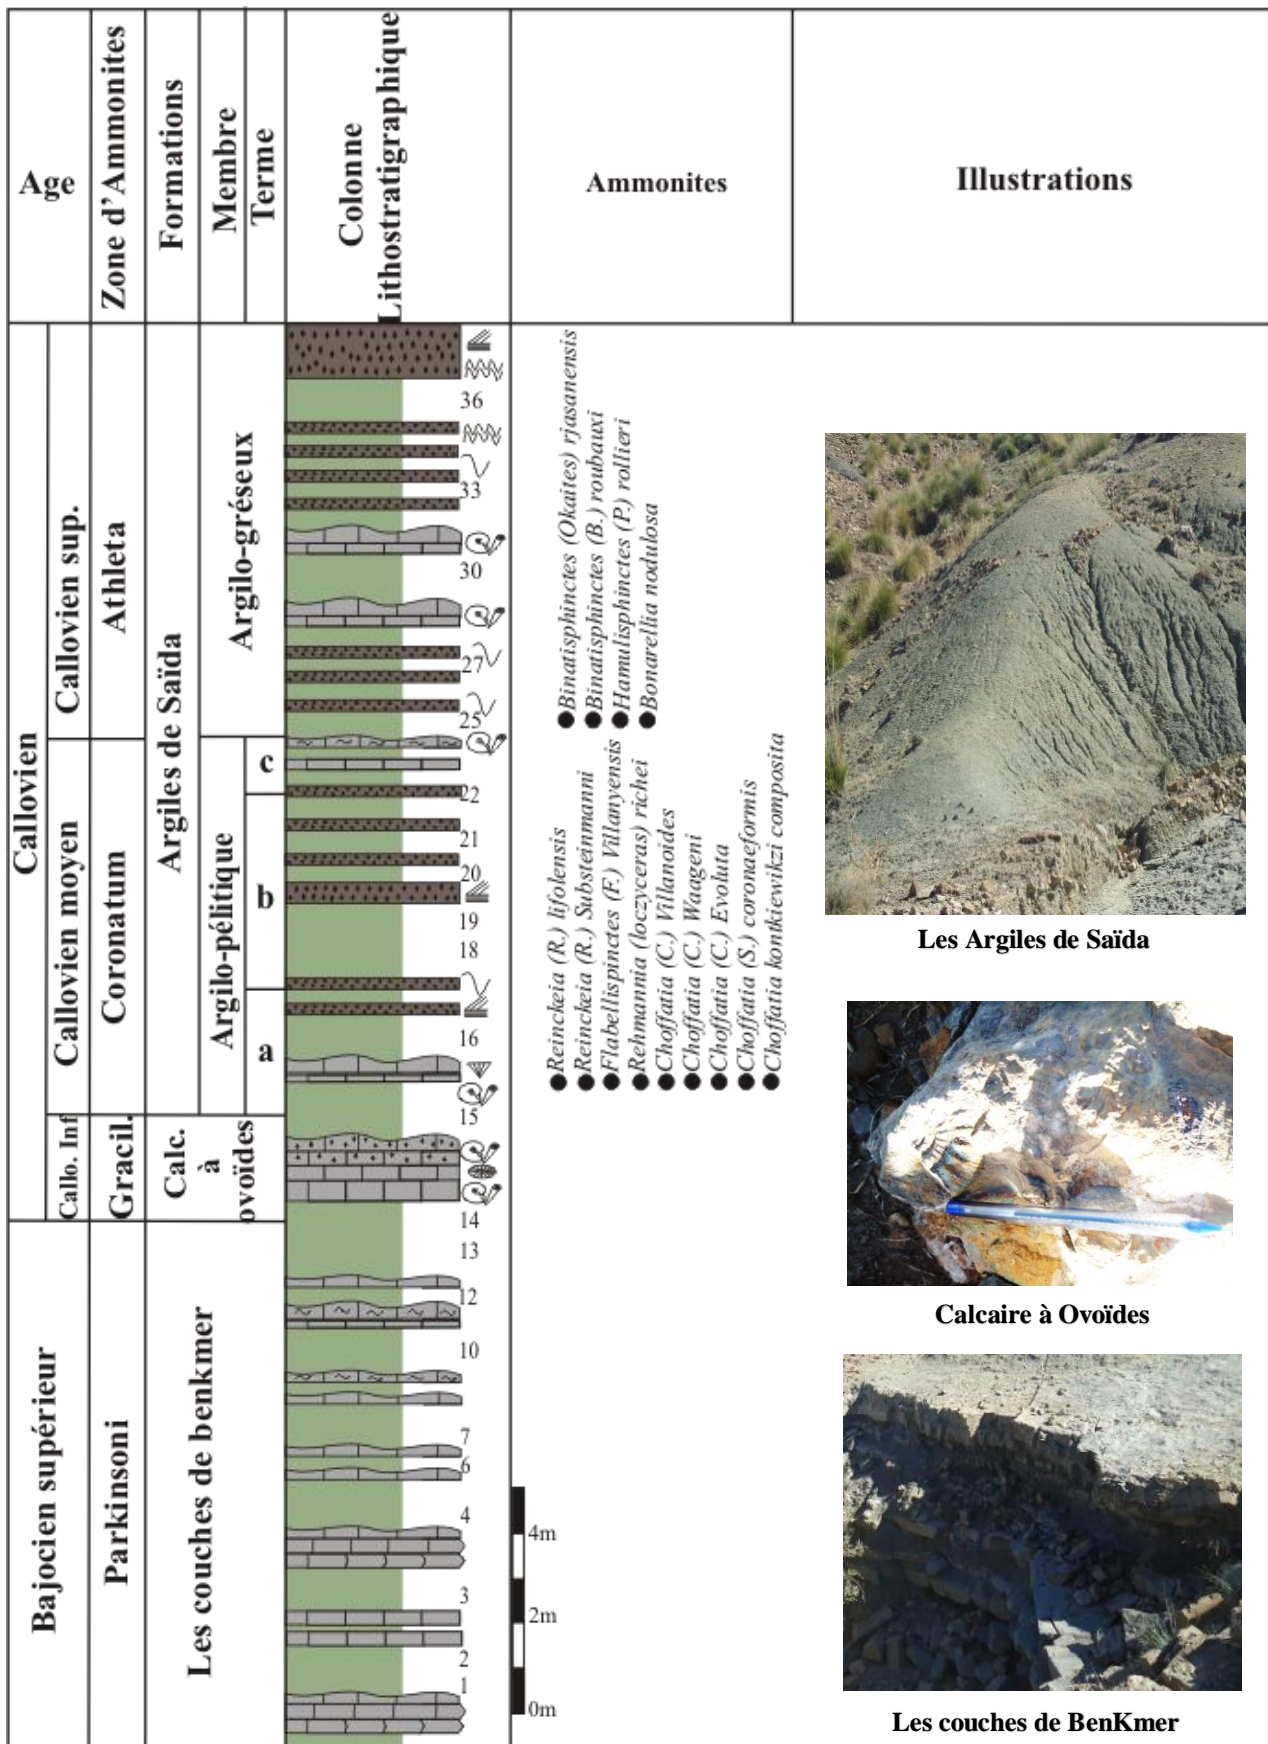 Age
Zone d'Ammonites
Formations
Membre
Terme
Colonne
Lithostratigraphique
Ammonites
Illustrations
Callovien
Callovien sup.
Athleta
Argiles de Saïda
Argilo-gréseux
36
33
30
27
25
Binatisphinctes (Okaites) rjasanensis
Binatisphinctes (B.) roubauxi
Hamulisphinctes (P.) rollieri
Bonarellia nodulosa
Callovien moyen
Coronatum
Argilo-pélitique
c
b
a
22
21
20
19
18
16
15
Reinckeia (R.) lifolensis
Reinckeia (R.) Substeinmanni
Flabellispinctes (F.) Villanyensis
Rehmannia (loczyceras) richei
Choffatia (C.) Villanoides
Choffatia (C.) Waageni
Choffatia (C.) Evoluta
Choffatia (S.) coronaeformis
Choffatia kontkiewikzi composita
Les Argiles de Saïda
Callo. Inf
Gracil.
Calc.
à
ovoïdes
14
Calcaire à Ovoïdes
Bajocien supérieur
Parkinsoni
Les couches de benkmer
13
12
10
7
6
4
3
2
1
4m
2m
0m
Les couches de BenKmer